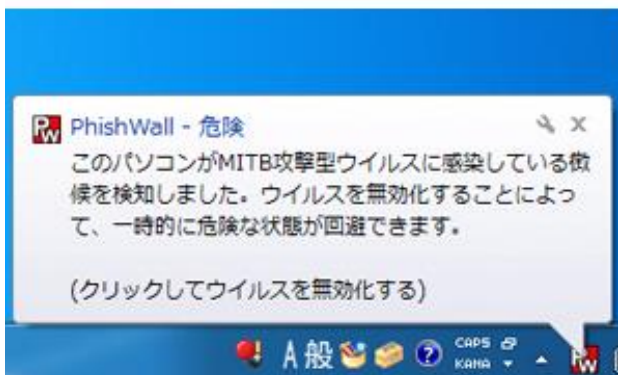 PhishWall - 危険
このパソコンがMITB攻撃型ウイルスに感染している徴
候を検知しました。ウイルスを無効化することによっ
て、一時的に危険な状態が回避できます。
(クリックしてウイルスを無効化する)
A 般 CAPS
KANA